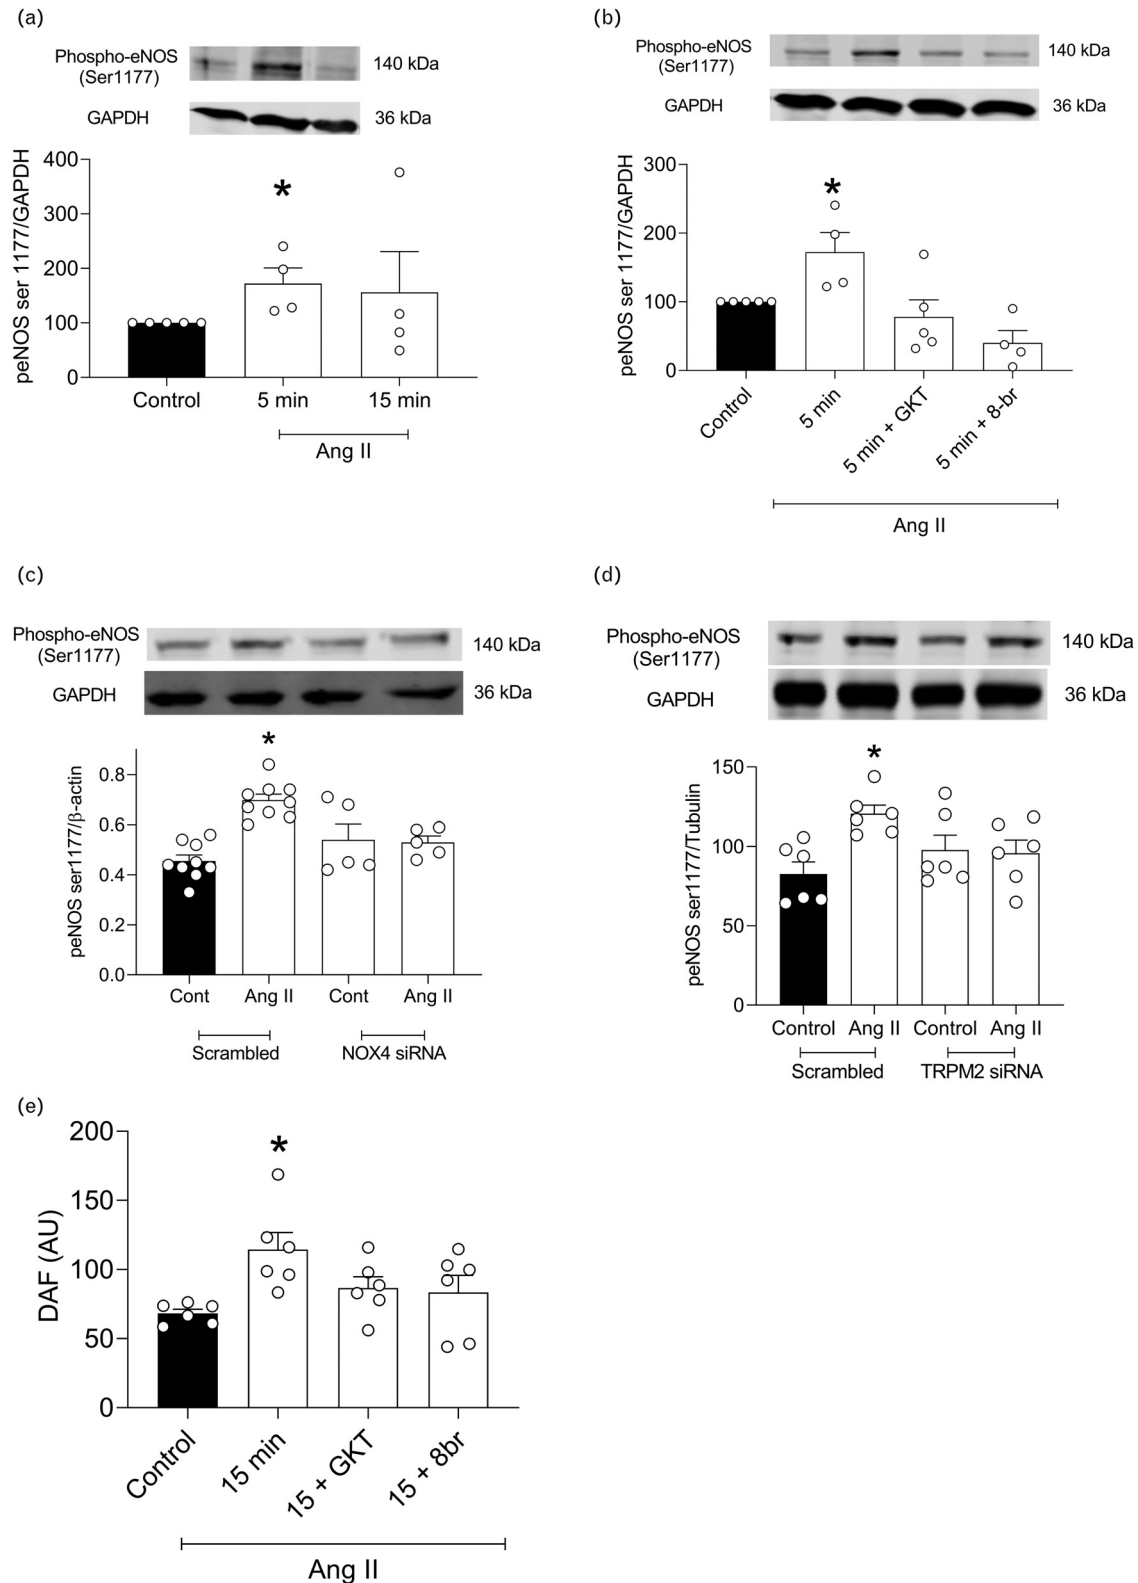 (a)
Phospho-eNOS
(Ser1177)
140 kDa
GAPDH
36 kDa
peNOS ser 1177/GAPDH
400
300
200
100
0
*
Control
5 min
15 min
Ang II
(b)
Phospho-eNOS
(Ser1177)
140 kDa
GAPDH
36 kDa
peNOS ser 1177/GAPDH
300
200
100
0
*
Control
5 min
5 min + GKT
5 min + 8-br
Ang II
(c)
Phospho-eNOS
(Ser1177)
140 kDa
GAPDH
36 kDa
peNOS ser1177/β-actin
0.8
0.6
0.4
0.2
0.0
*
Cont
Ang II
Cont
Ang II
Scrambled
NOX4 siRNA
(d)
Phospho-eNOS
(Ser1177)
140 kDa
GAPDH
36 kDa
peNOS ser1177/Tubulin
150
100
50
0
*
Control
Ang II
Control
Ang II
Scrambled
TRPM2 siRNA
(e)
DAF (AU)
200
150
100
50
0
*
Control
15 min
15 + GKT
15 + 8br
Ang II